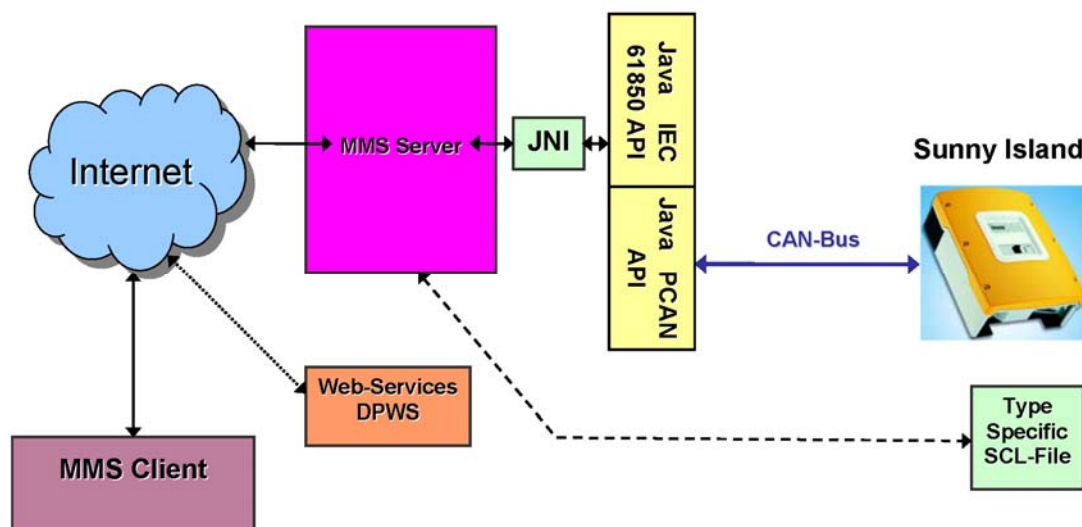 Internet
MMS Server
JNI
Java IEC
61850 API
Java PCAN
API
CAN-Bus
Sunny Island
Web-Services
DPWS
MMS Client
Type
Specific
SCL-File